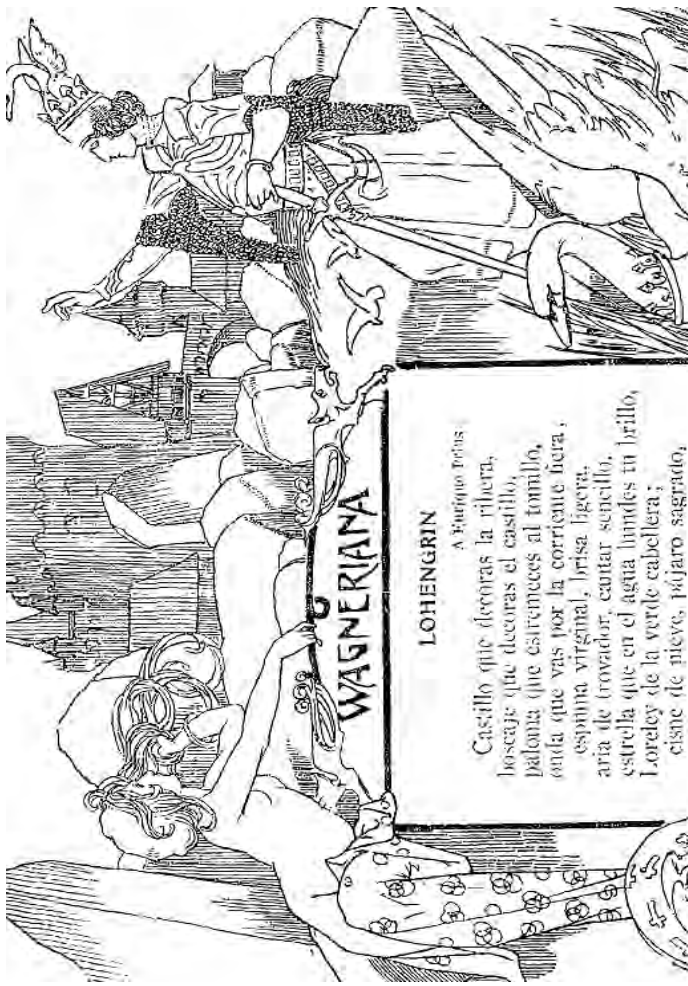 WAGNERIANA
LOHENGRIN
A Enrique
Castillo que decoras la ribera,
boscaje que decoras el castillo,
paloma que estremeces al tomillo,
onda que vas por la corriente fiera,
espuma virginal, brisa ligera,
aria de trovador, cantar sencillo,
estrella que en el agua hundes tu brillo,
Loreley de la verde cabellera;
cisne de nieve, pájaro sagrado,